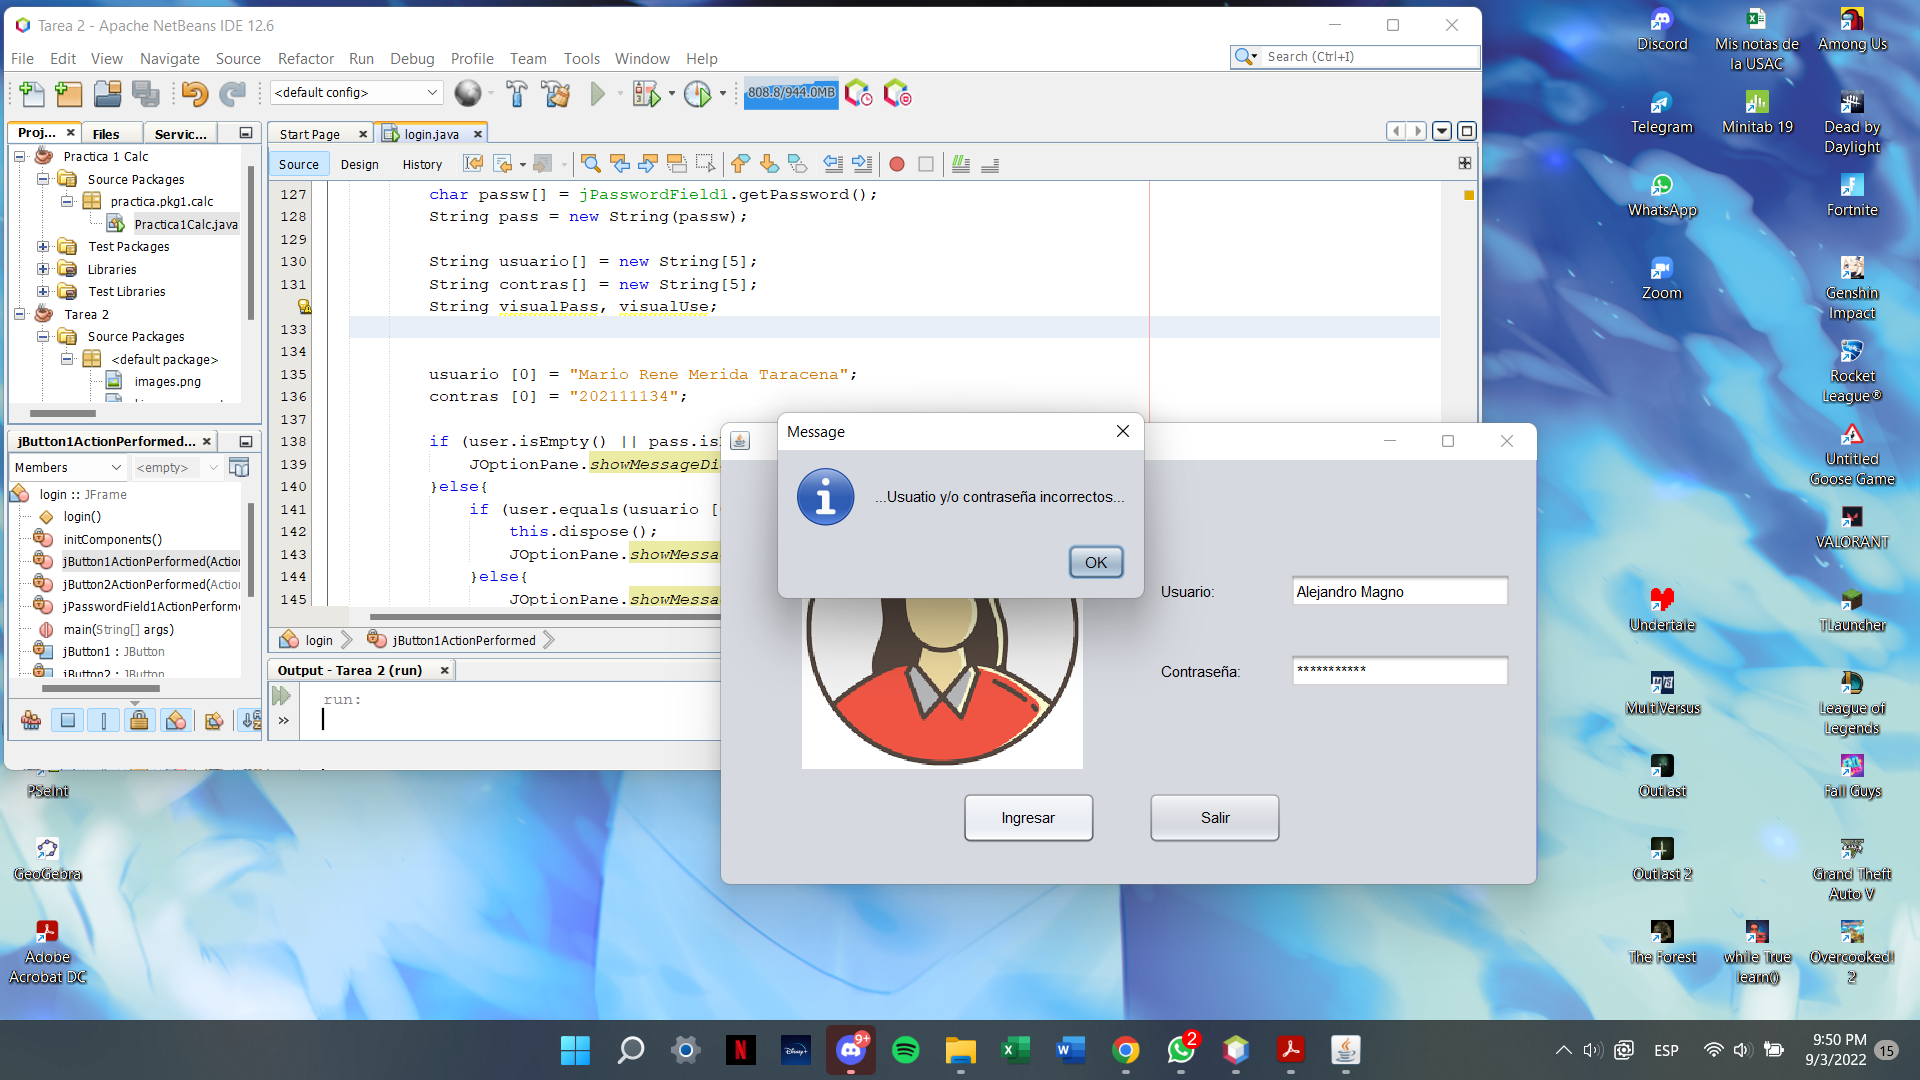 Tarea 2 - Apache NetBeans IDE 12.6
File Edit View Navigate Source Refactor Run Debug Profile Team Tools Window Help
Search (Ctrl+I)
<default config>
808.8/944.0MB
Proj... Files Servic...
Practica 1 Calc
Source Packages
practica.pkg1.calc
Practica1Calc.java
Test Packages
Libraries
Test Libraries
Tarea 2
Source Packages
<default package>
images.png
jButton1ActionPerformed...
Members <empty>
login :: JFrame
login()
initComponents()
jButton1ActionPerformed(Action
jButton2ActionPerformed(Action
jPasswordField1ActionPerforme
main(String[] args)
jButton1 : JButton
jButton2 : JButton
Start Page login.java
Source Design History
127 char passw[] = jPasswordField1.getPassword();
128 String pass = new String(passw);
129
130 String usuario[] = new String[5];
131 String contras[] = new String[5];
String visualPass, visualUse;
133
134
135 usuario [0] = "Mario Rene Merida Taracena";
136 contras [0] = "202111134";
137
138 if (user.isEmpty() || pass.isE
139 JOptionPane.showMessageDi
140 }else{
141 if (user.equals(usuario [
142 this.dispose();
143 JOptionPane.showMessa
144 }else{
145 JOptionPane.showMessa
login jButton1ActionPerformed
Output - Tarea 2 (run)
run:
Message
...Usuatio y/o contraseña incorrectos...
OK
Usuario: Alejandro Magno
Contraseña: ***********
Ingresar Salir
Discord
Mis notas de la USAC
Among Us
Telegram
Minitab 19
Dead by Daylight
WhatsApp
Fortnite
Zoom
Genshin Impact
Rocket League®
Untitled Goose Game
VALORANT
Undertale
TLauncher
MultiVersus
League of Legends
Outlast
Fall Guys
Outlast 2
Grand Theft Auto V
The Forest
while True learn()
Overcooked! 2
PSeInt
GeoGebra
Adobe Acrobat DC
N
Disney+
9+
2
ESP
9:50 PM
9/3/2022
15